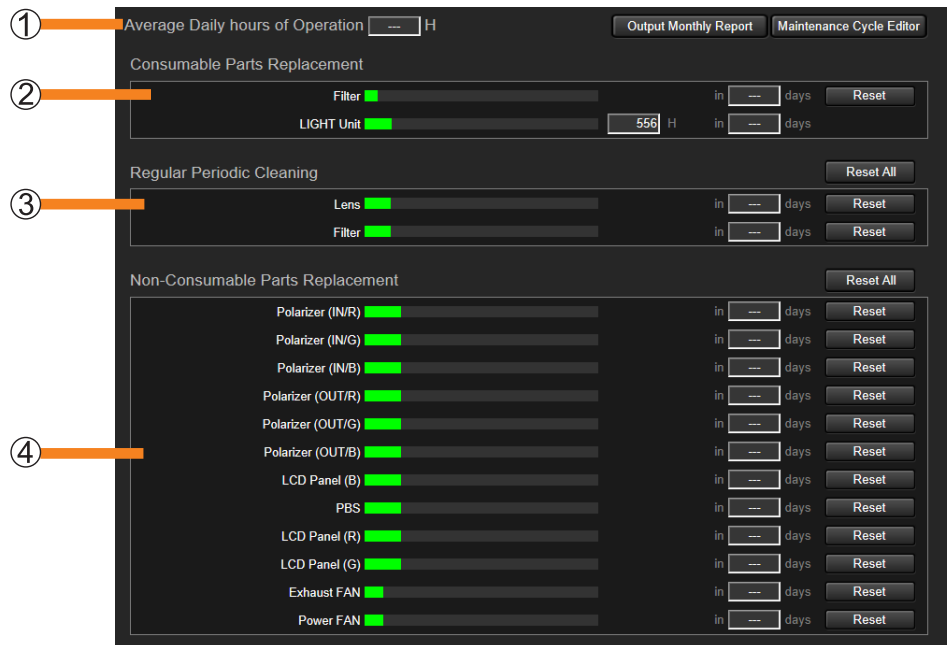 ① Average Daily hours of Operation --- H Output Monthly Report Maintenance Cycle Editor
Consumable Parts Replacement
② Filter in --- days Reset
LIGHT Unit 556 H in --- days
Regular Periodic Cleaning Reset All
③ Lens in --- days Reset
Filter in --- days Reset
Non-Consumable Parts Replacement Reset All
Polarizer (IN/R) in --- days Reset
Polarizer (IN/G) in --- days Reset
Polarizer (IN/B) in --- days Reset
Polarizer (OUT/R) in --- days Reset
Polarizer (OUT/G) in --- days Reset
④ Polarizer (OUT/B) in --- days Reset
LCD Panel (B) in --- days Reset
PBS in --- days Reset
LCD Panel (R) in --- days Reset
LCD Panel (G) in --- days Reset
Exhaust FAN in --- days Reset
Power FAN in --- days Reset